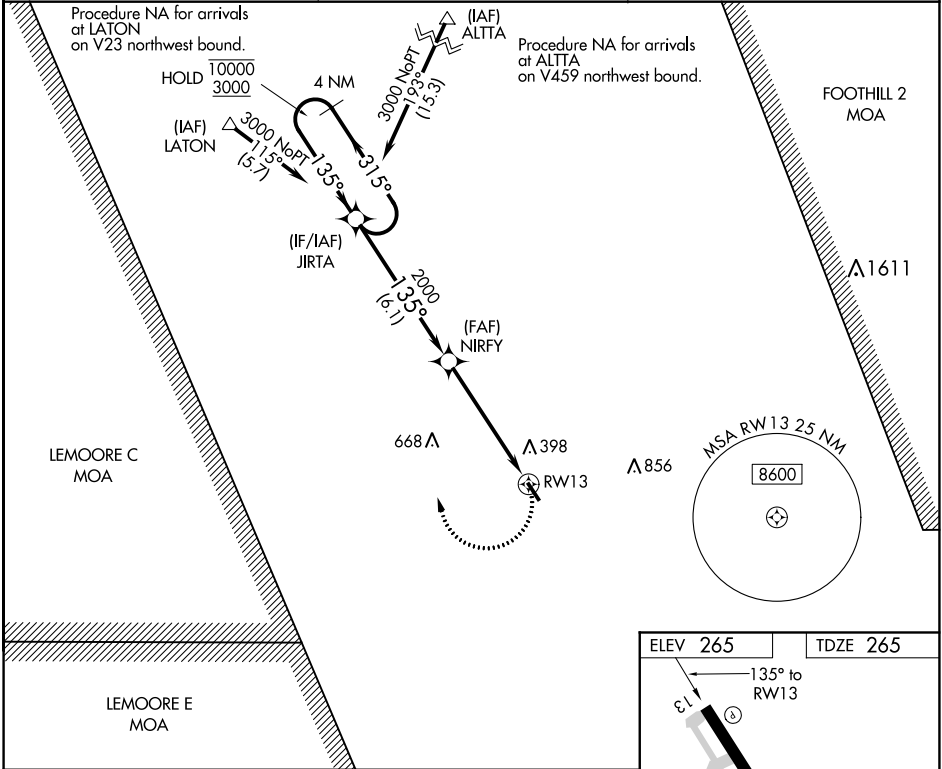 Procedure NA for arrivals
at LATON
on V23 northwest bound.
HOLD 10000
3000
4 NM
(IAF)
ALTTA
Procedure NA for arrivals
at ALTTA
on V459 northwest bound.
3000 NoPT
193°
(15.3)
FOOTHILL 2
MOA
(IAF)
LATON
3000 NoPT
115°
(5.7)
135°
315°
(IF/IAF)
JIRTA
2000
135°
(6.1)
1611
(FAF)
NIRFY
668
398
856
RW13
MSA RW13 25 NM
8600
LEMOORE C
MOA
LEMOORE E
MOA
ELEV 265
TDZE 265
135° to
RW13
13
P